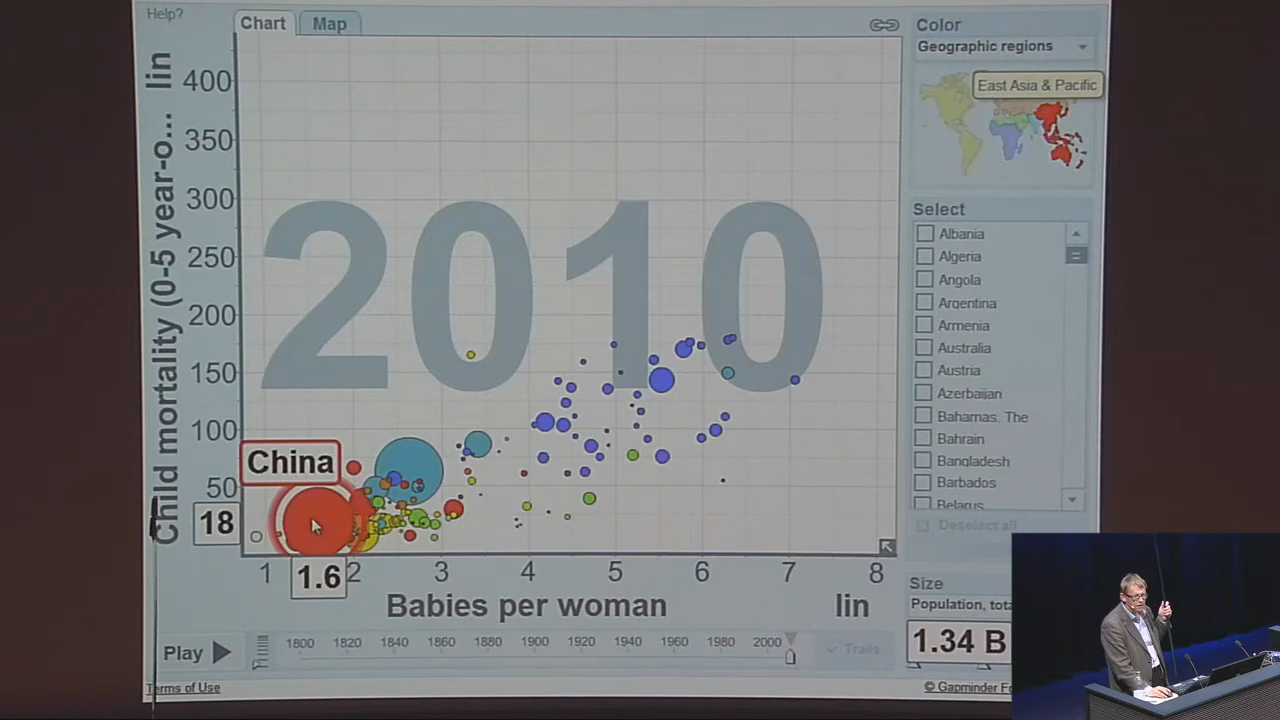 Help?
Chart
Map
Child mortality (0-5 year-o... lin
400
350
300
250
200
150
100
50
2010
China
18
1.6
1
2
3
4
5
6
7
8
Babies per woman
lin
Play
1800 1820 1840 1860 1880 1900 1920 1940 1960 1980 2000
Trails
Terms of Use
© Gapminder
Color
Geographic regions
East Asia & Pacific
Select
Albania
Algeria
Angola
Argentina
Armenia
Australia
Austria
Azerbaijan
Bahamas, The
Bahrain
Bangladesh
Barbados
Belarus
Deselect all
Size
Population, tota
1.34 B